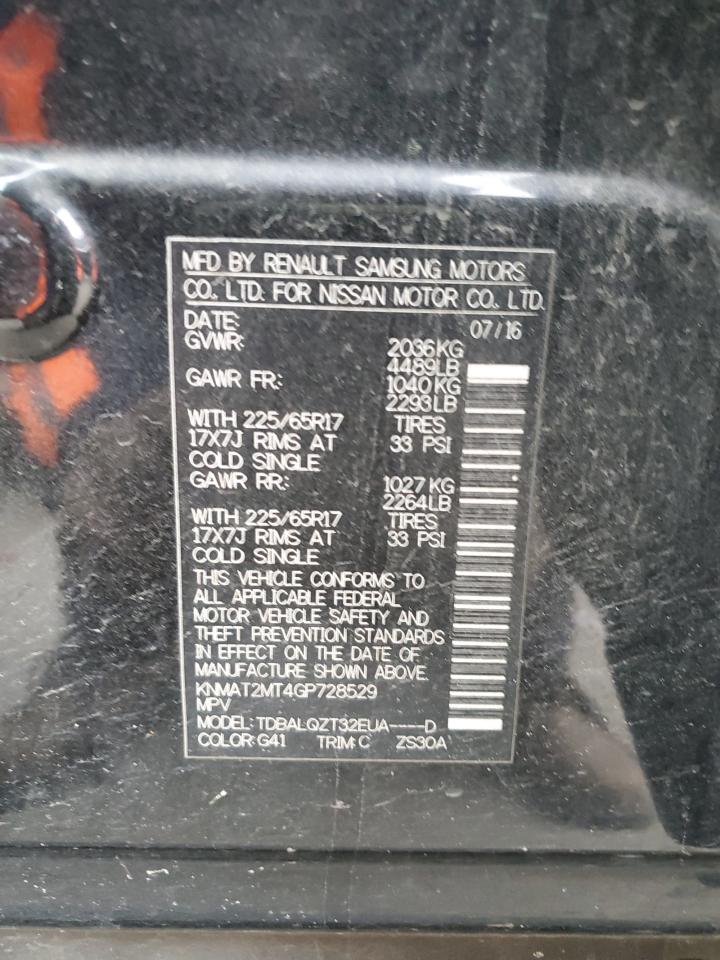 MFD BY RENAULT SAMSUNG MOTORS
CO., LTD. FOR NISSAN MOTOR CO., LTD.
DATE: 07/16
GVWR: 2036KG
4489LB
GAWR FR: 1040KG
2293LB
WITH 225/65R17 TIRES
17X7J RIMS AT 33 PSI
COLD SINGLE
GAWR RR: 1027KG
2264LB
WITH 225/65R17 TIRES
17X7J RIMS AT 33 PSI
COLD SINGLE
THIS VEHICLE CONFORMS TO
ALL APPLICABLE FEDERAL
MOTOR VEHICLE SAFETY AND
THEFT PREVENTION STANDARDS
IN EFFECT ON THE DATE OF
MANUFACTURE SHOWN ABOVE.
KNMAT2MT4GP728529
MPV
MODEL: TDBALQZT32EUA----D
COLOR: G41 TRIM: C ZS30A